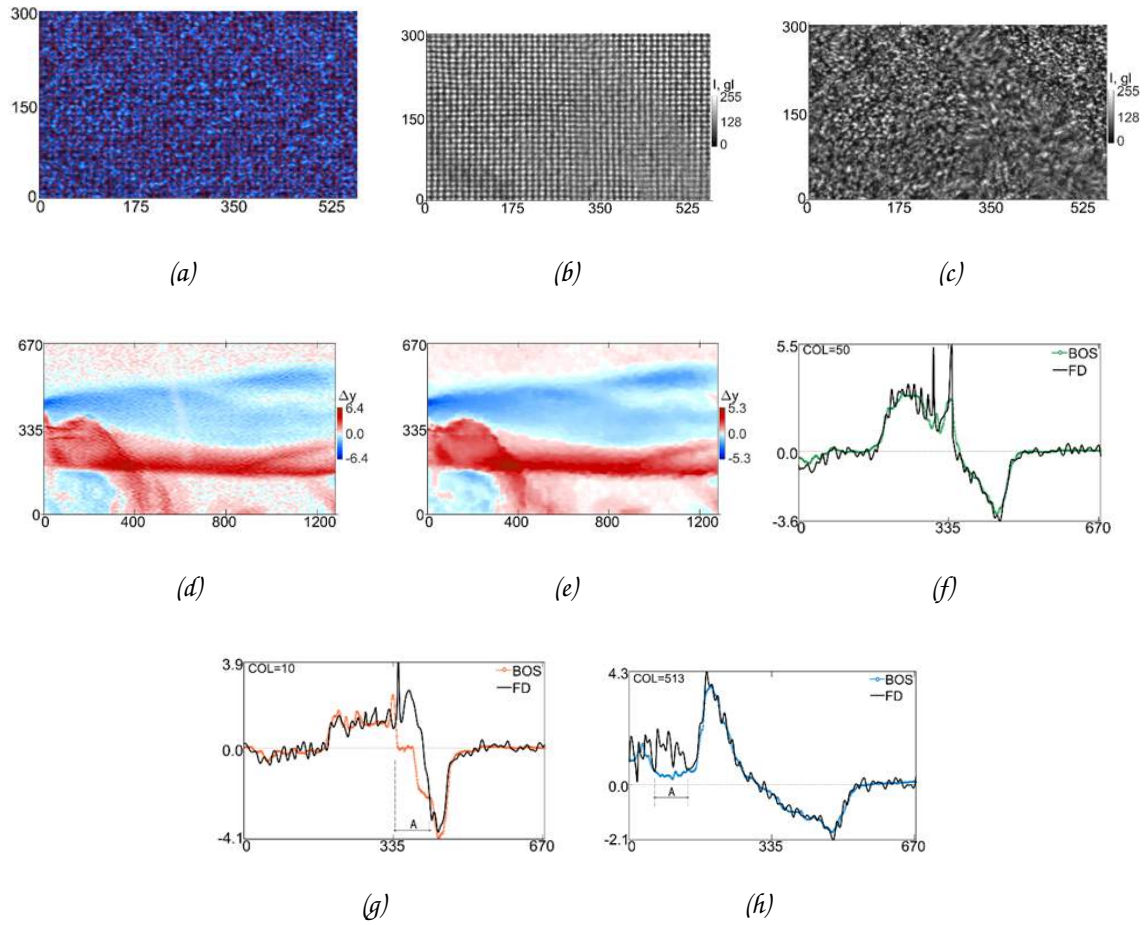 300
150
0
0 175 350 525
(a)
300
150
0
0 175 350 525
I, gl
255
128
0
(b)
300
150
0
0 175 350 525
I, gl
255
128
0
(c)
670
335
0
0 400 800 1200
Δy
6.4
0.0
-6.4
(d)
670
335
0
0 400 800 1200
Δy
5.3
0.0
-5.3
(e)
5.5
0.0
-3.6
COL=50
BOS
FD
0 335 670
(f)
3.9
0.0
-4.1
COL=10
BOS
FD
A
0 335 670
(g)
4.3
0.0
-2.1
COL=513
BOS
FD
A
0 335 670
(h)